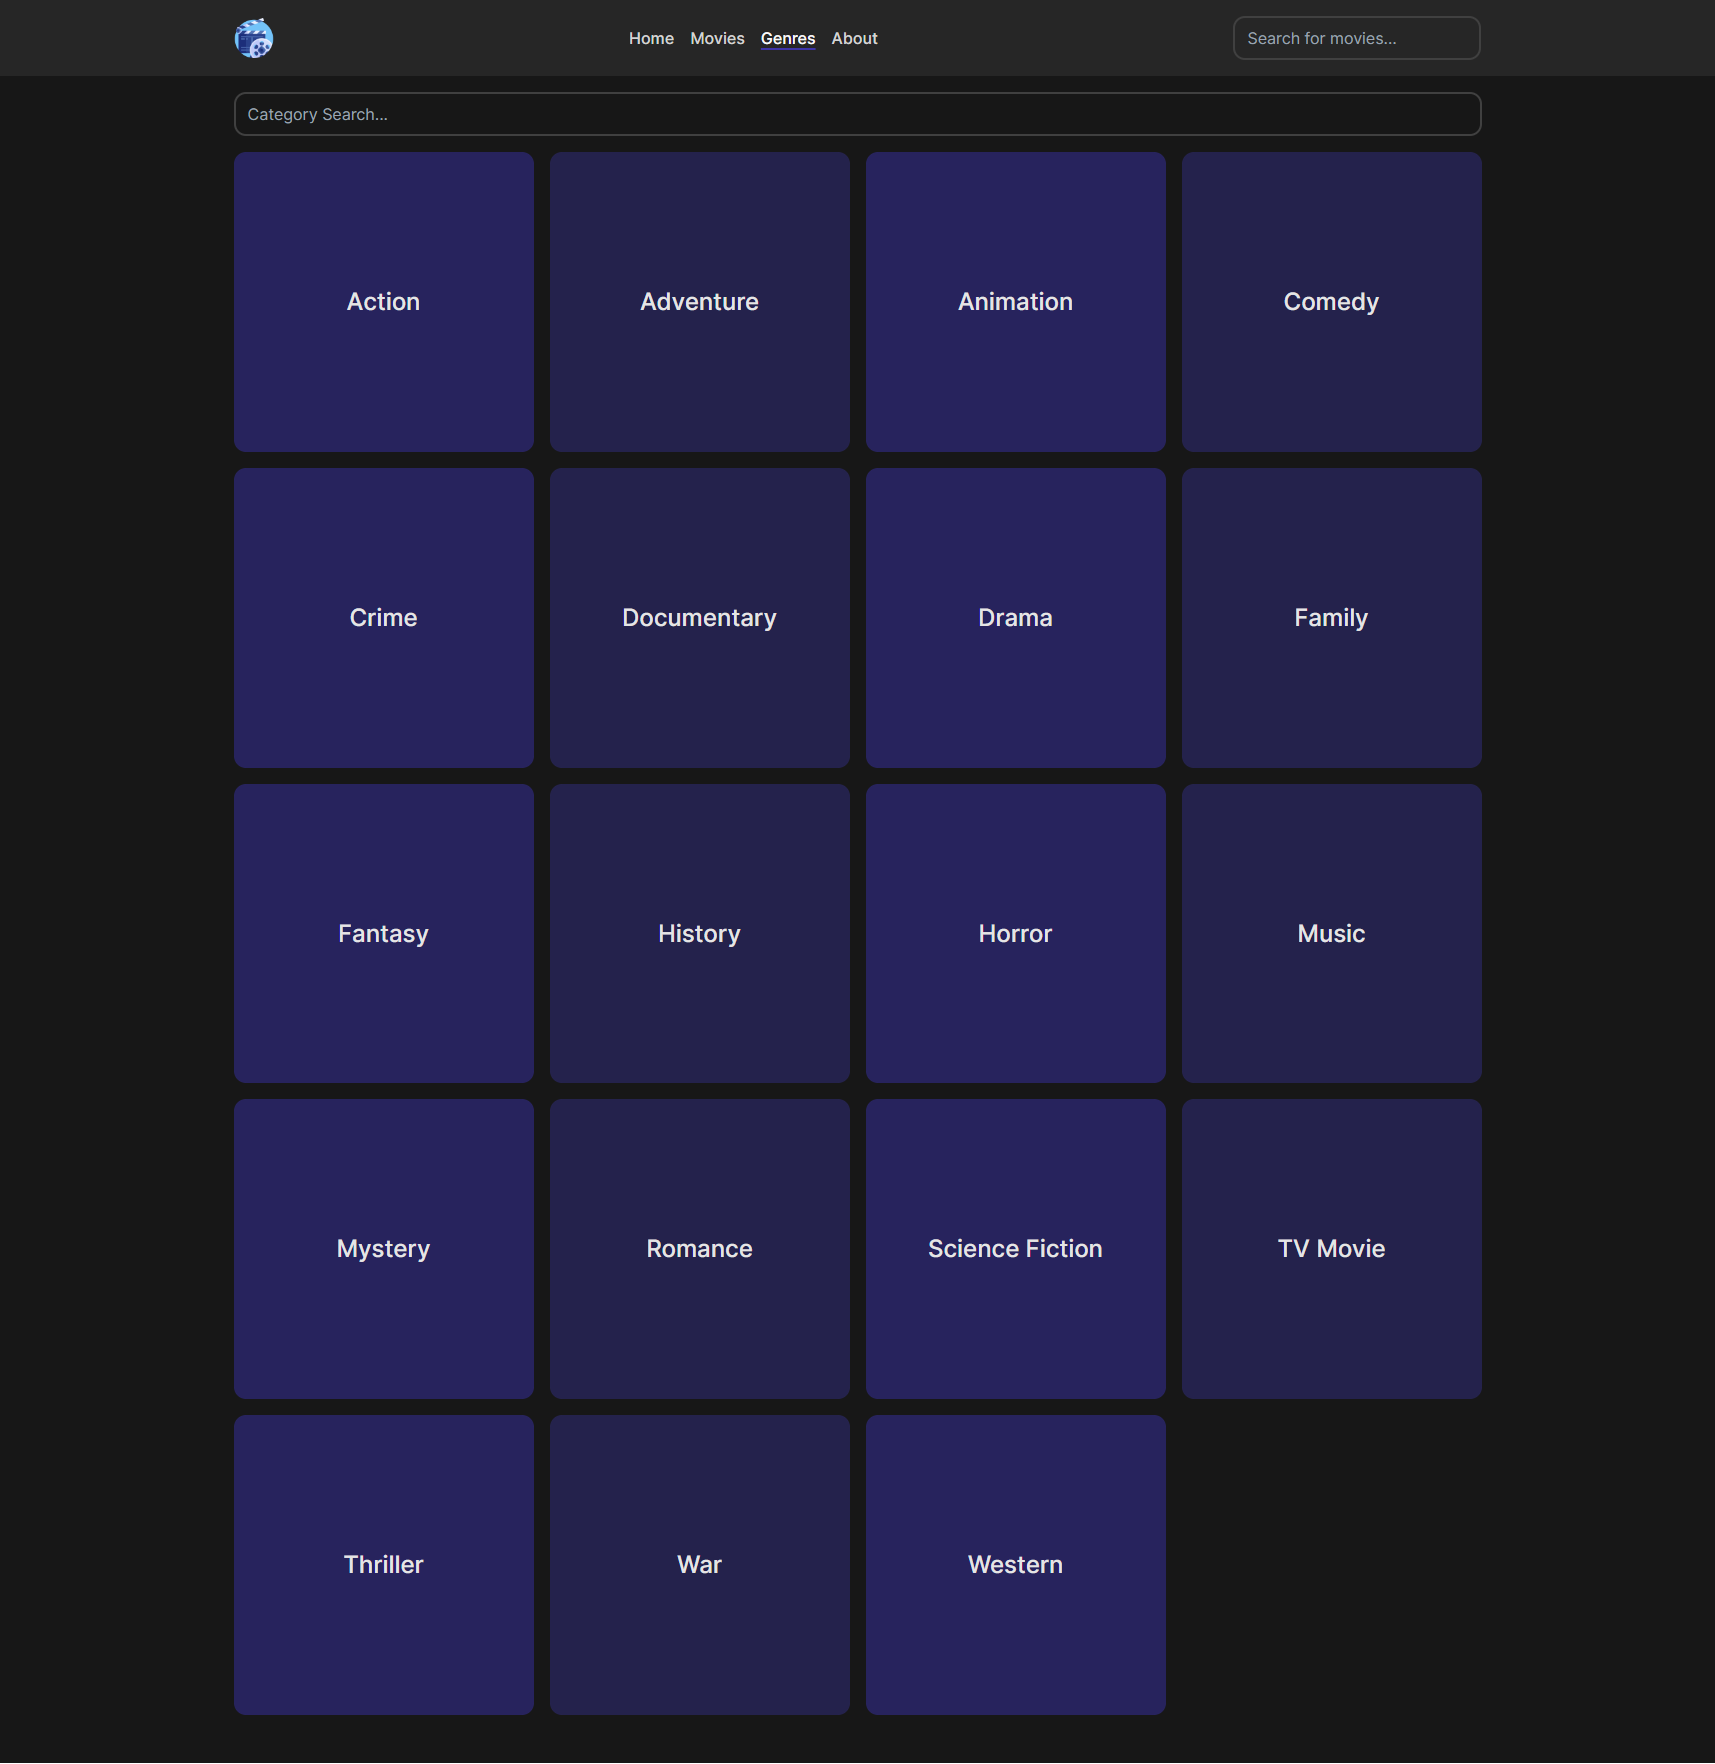 Home Movies Genres About
Search for movies...
Category Search...
Action
Adventure
Animation
Comedy
Crime
Documentary
Drama
Family
Fantasy
History
Horror
Music
Mystery
Romance
Science Fiction
TV Movie
Thriller
War
Western